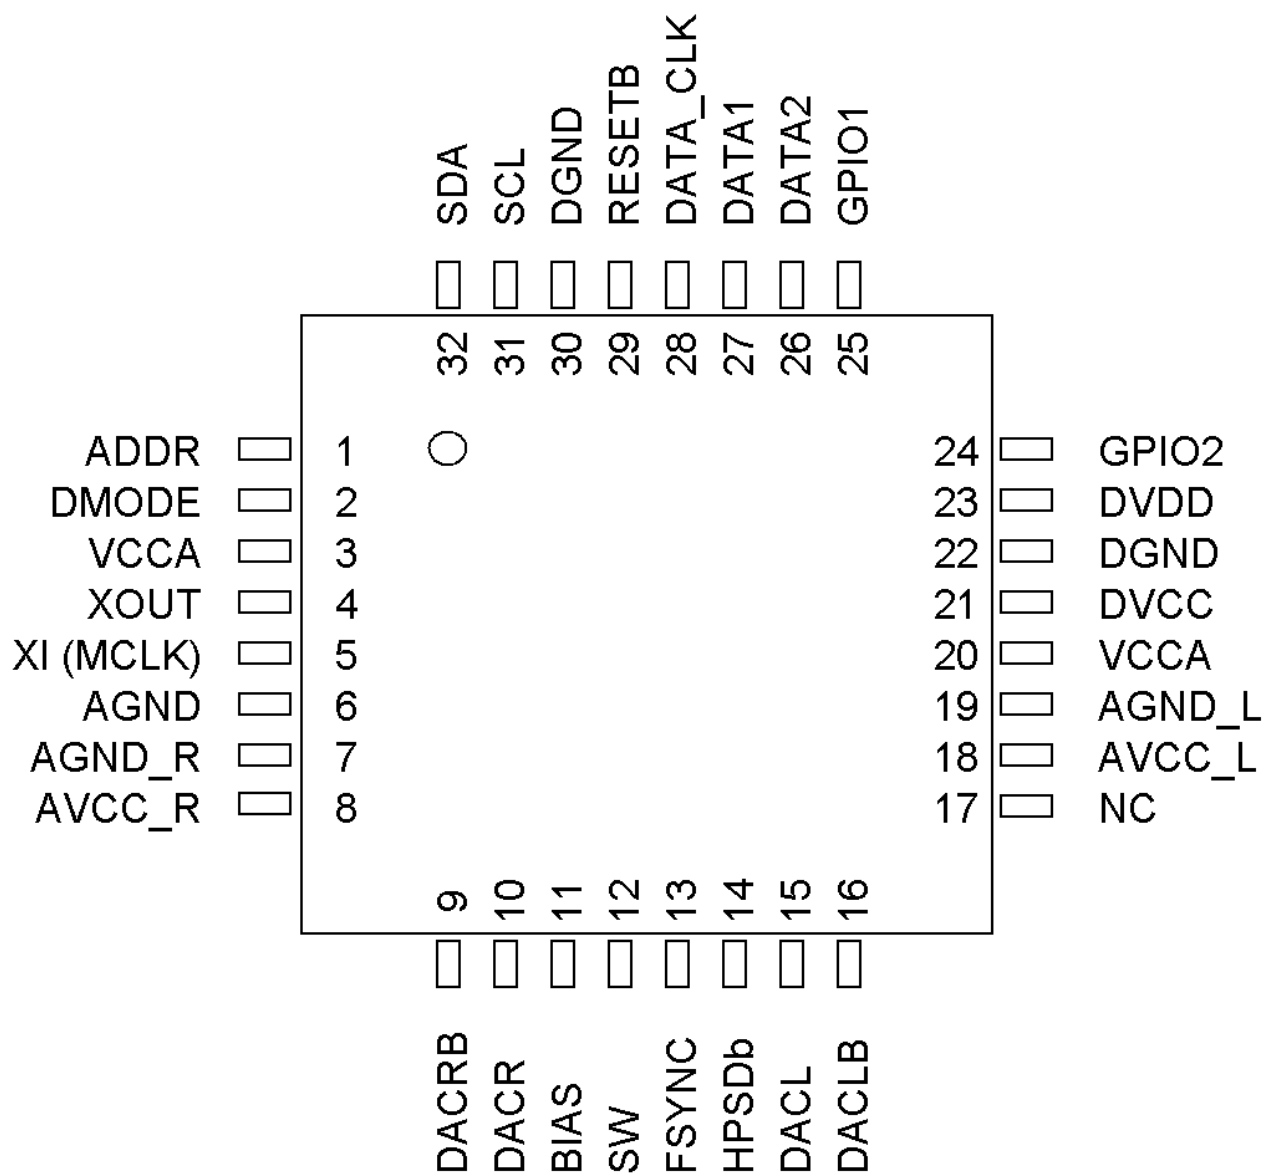 SDA SCL DGND RESETB DATA_CLK DATA1 DATA2 GPIO1
32 31 30 29 28 27 26 25
ADDR 1 24 GPIO2
DMODE 2 23 DVDD
VCCA 3 22 DGND
XOUT 4 21 DVCC
XI (MCLK) 5 20 VCCA
AGND 6 19 AGND_L
AGND_R 7 18 AVCC_L
AVCC_R 8 17 NC
9 10 11 12 13 14 15 16
DACRB DACR BIAS SW FSYNC HPSDb DACL DACLB